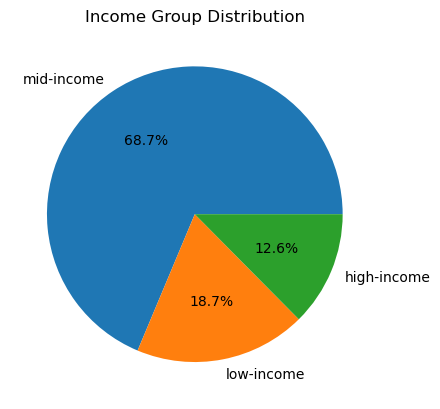 Income Group Distribution
mid-income
68.7%
12.6%
high-income
18.7%
low-income